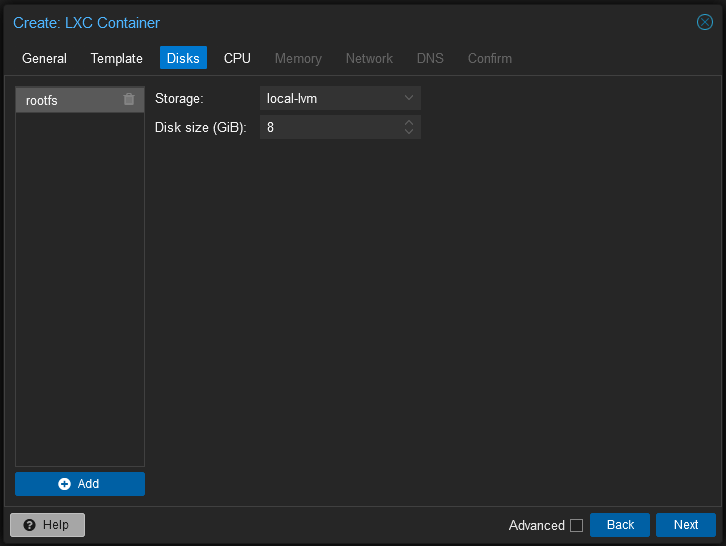 Create: LXC Container
General Template Disks CPU Memory Network DNS Confirm
rootfs
Storage: local-lvm
Disk size (GiB): 8
Add
Help Advanced Back Next